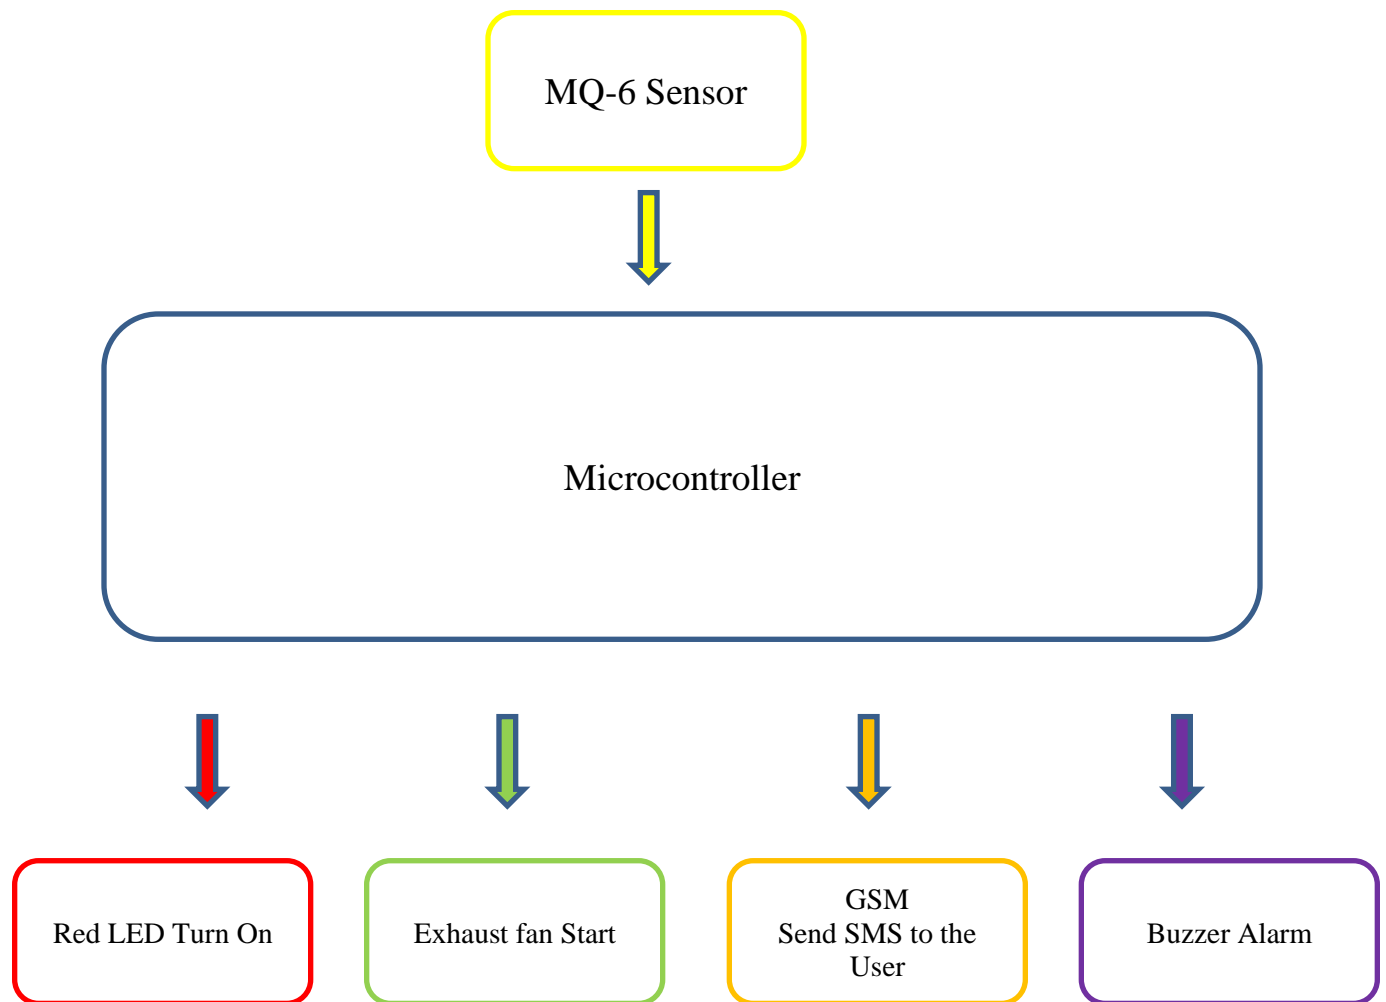 MQ-6 Sensor
Microcontroller
Red LED Turn On
Exhaust fan Start
GSM
Send SMS to the
User
Buzzer Alarm